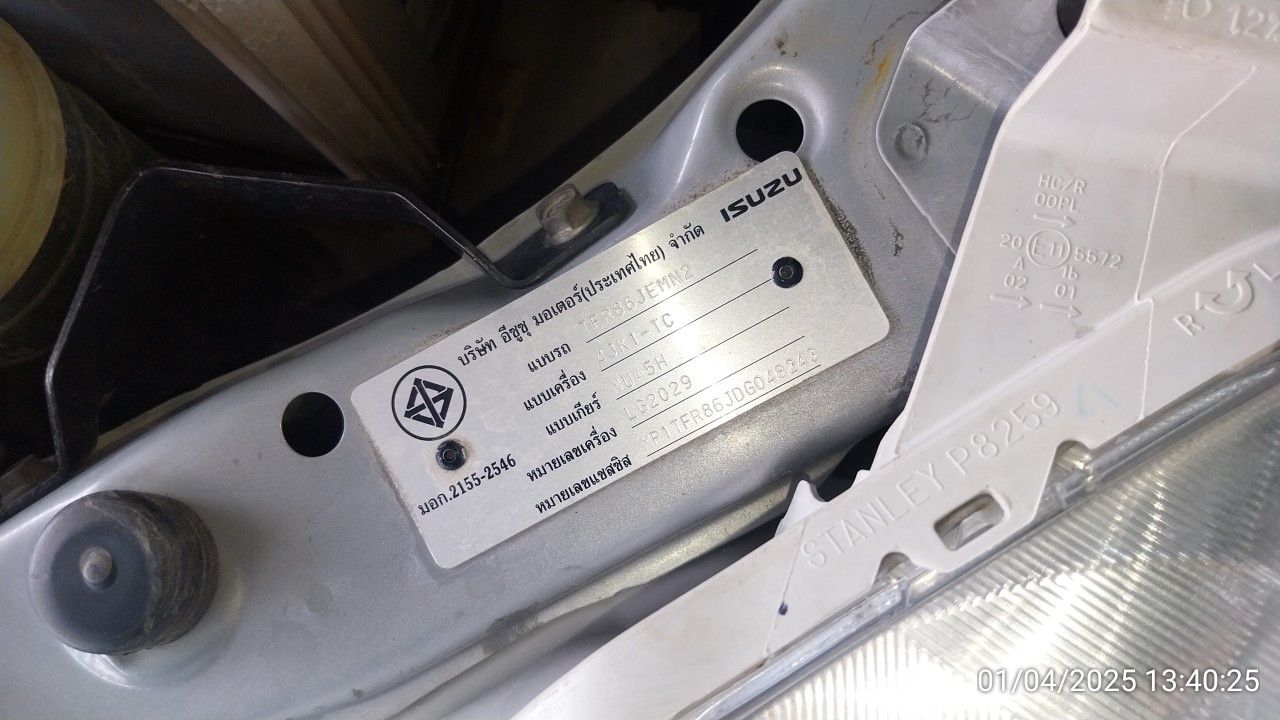 ISUZU
บริษัท อีซูซุ มอเตอร์(ประเทศไทย) จำกัด
แบบรถ TFR86JEMN2
แบบเครื่อง 4JK1-TC
แบบเกียร์ MUA5H
หมายเลขเครื่อง LG2029
หมายเลขแชสซิส MP1TFR86JDG048243
มอก.2155-2546
HC/R
00PL
20 E11 5572
A 1b
02 01
R L
STANLEY P8259
01/04/2025 13:40:25